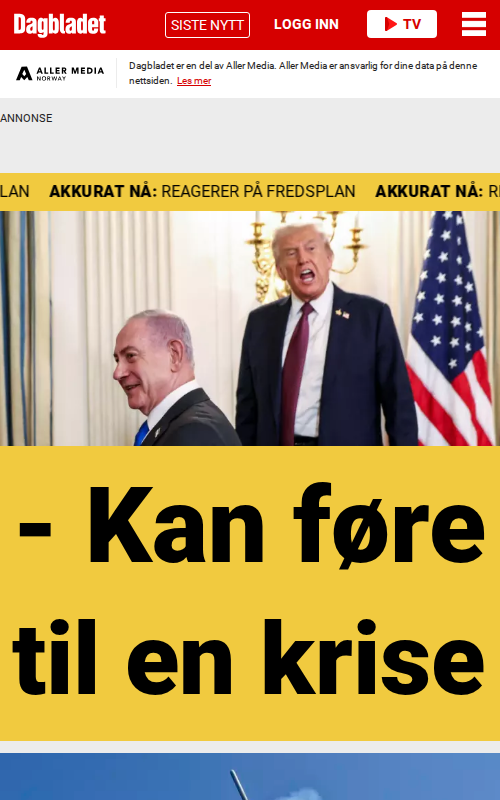 Dagbladet SISTE NYTT LOGG INN TV
ALLER MEDIA
NORWAY
Dagbladet er en del av Aller Media. Aller Media er ansvarlig for dine data på denne
nettsiden. Les mer
ANNONSE
LAN AKKURAT NÅ: REAGERER PÅ FREDSPLAN AKKURAT NÅ: R
- Kan føre
til en krise